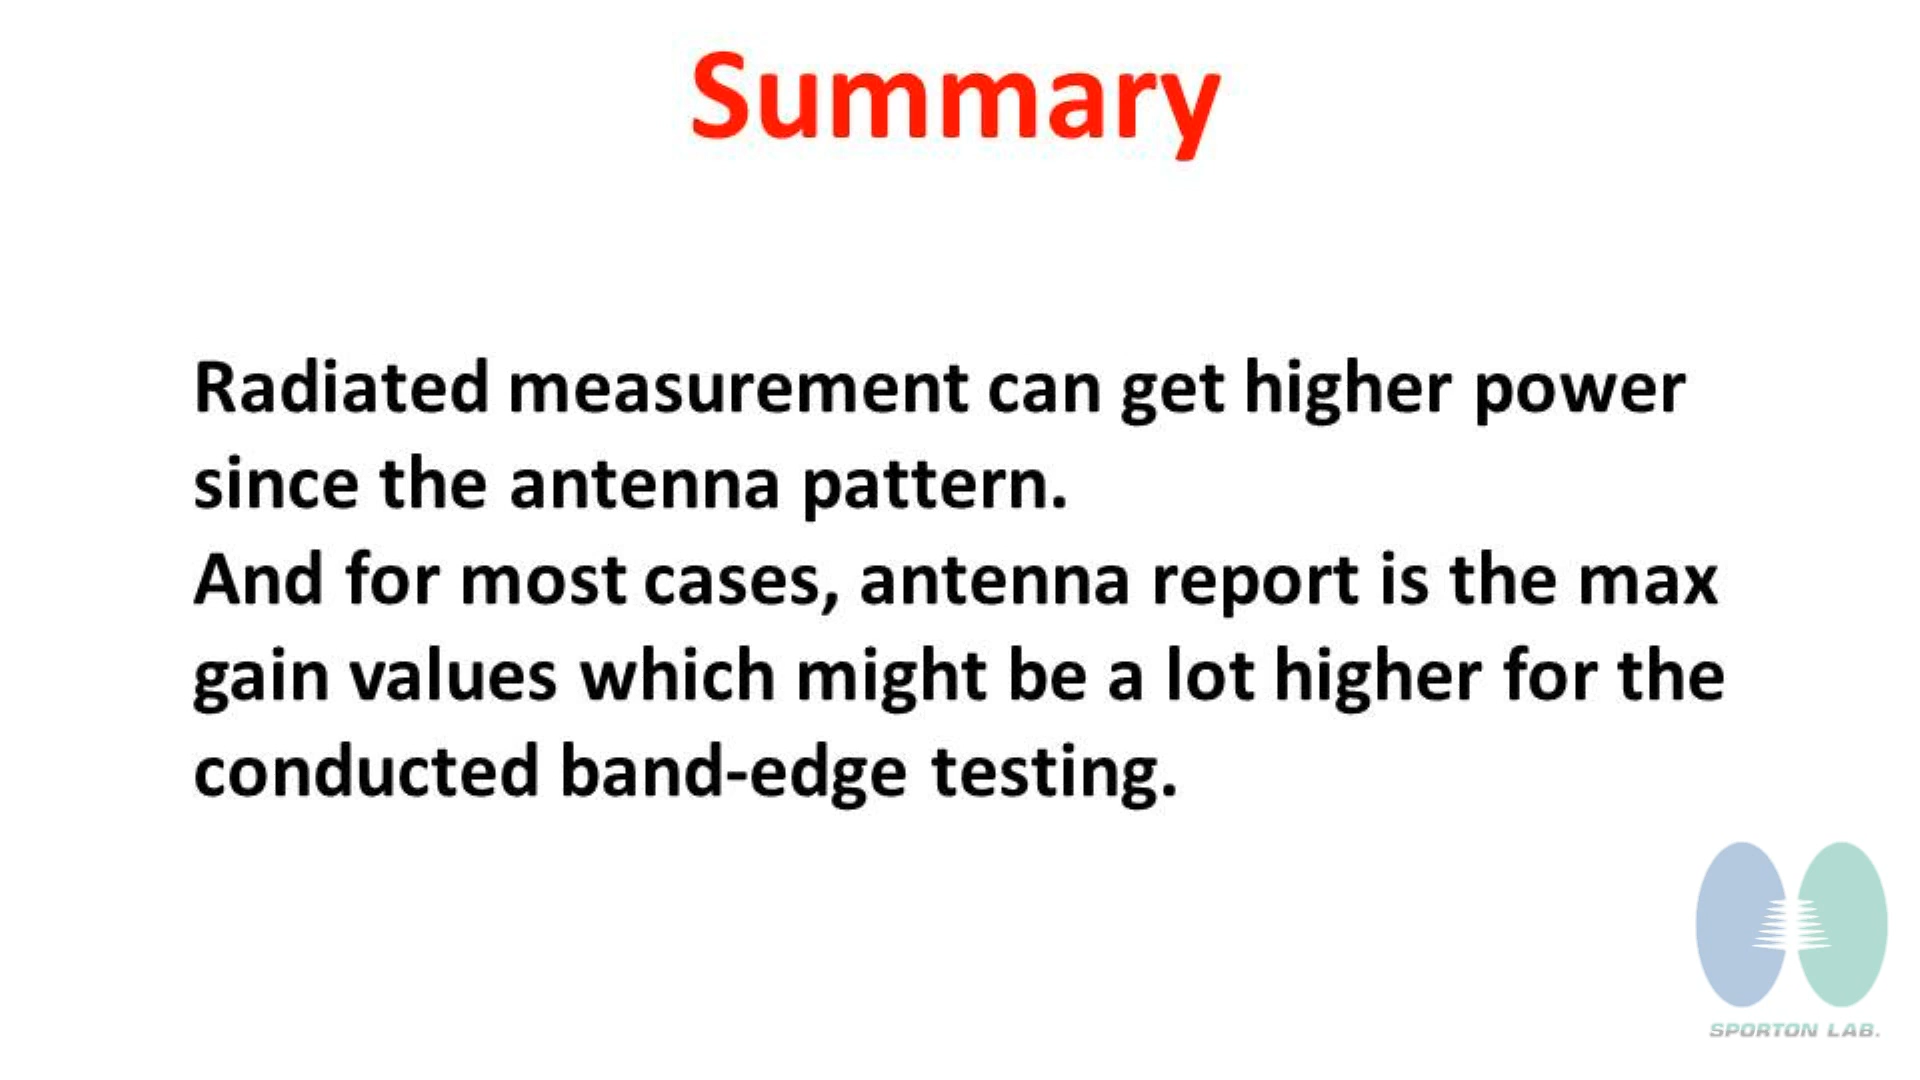 Summary
Radiated measurement can get higher power
since the antenna pattern.
And for most cases, antenna report is the max
gain values which might be a lot higher for the
conducted band-edge testing.
SPORTON LAB.